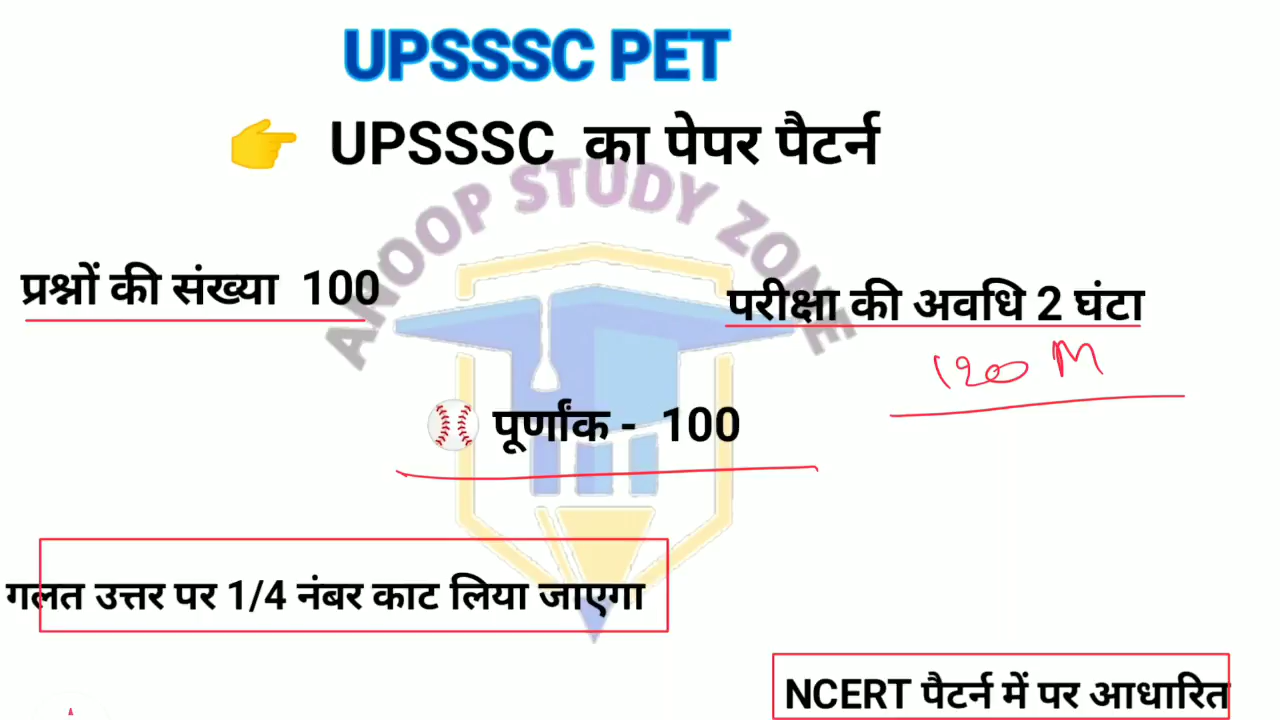 UPSSSC PET
UPSSSC का पेपर पैटर्न
ANOOP STUDY ZONE
प्रश्नों की संख्या 100
परीक्षा की अवधि 2 घंटा
120 M
पूर्णांक - 100
गलत उत्तर पर 1/4 नंबर काट लिया जाएगा
NCERT पैटर्न में पर आधारित